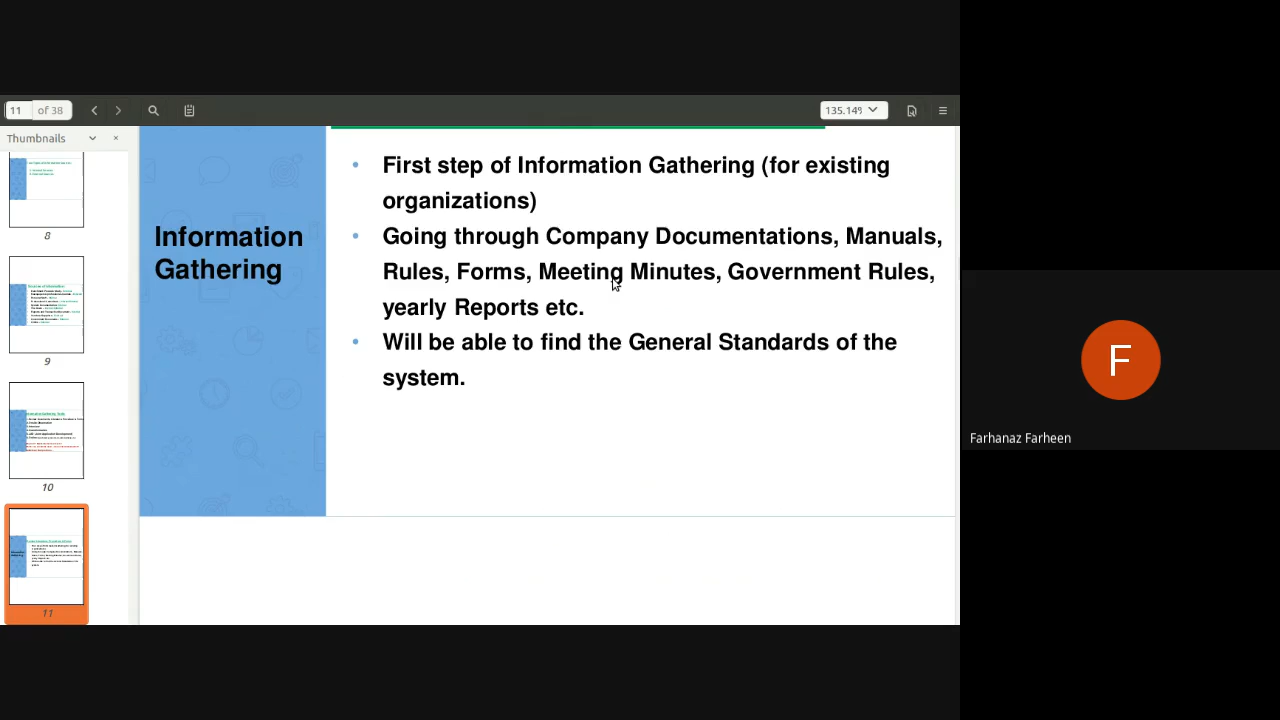 11 of 38
135.14%
Thumbnails
8
9
10
11
Information
Gathering
• First step of Information Gathering (for existing
organizations)
• Going through Company Documentations, Manuals,
Rules, Forms, Meeting Minutes, Government Rules,
yearly Reports etc.
• Will be able to find the General Standards of the
system.
F
Farhanaz Farheen